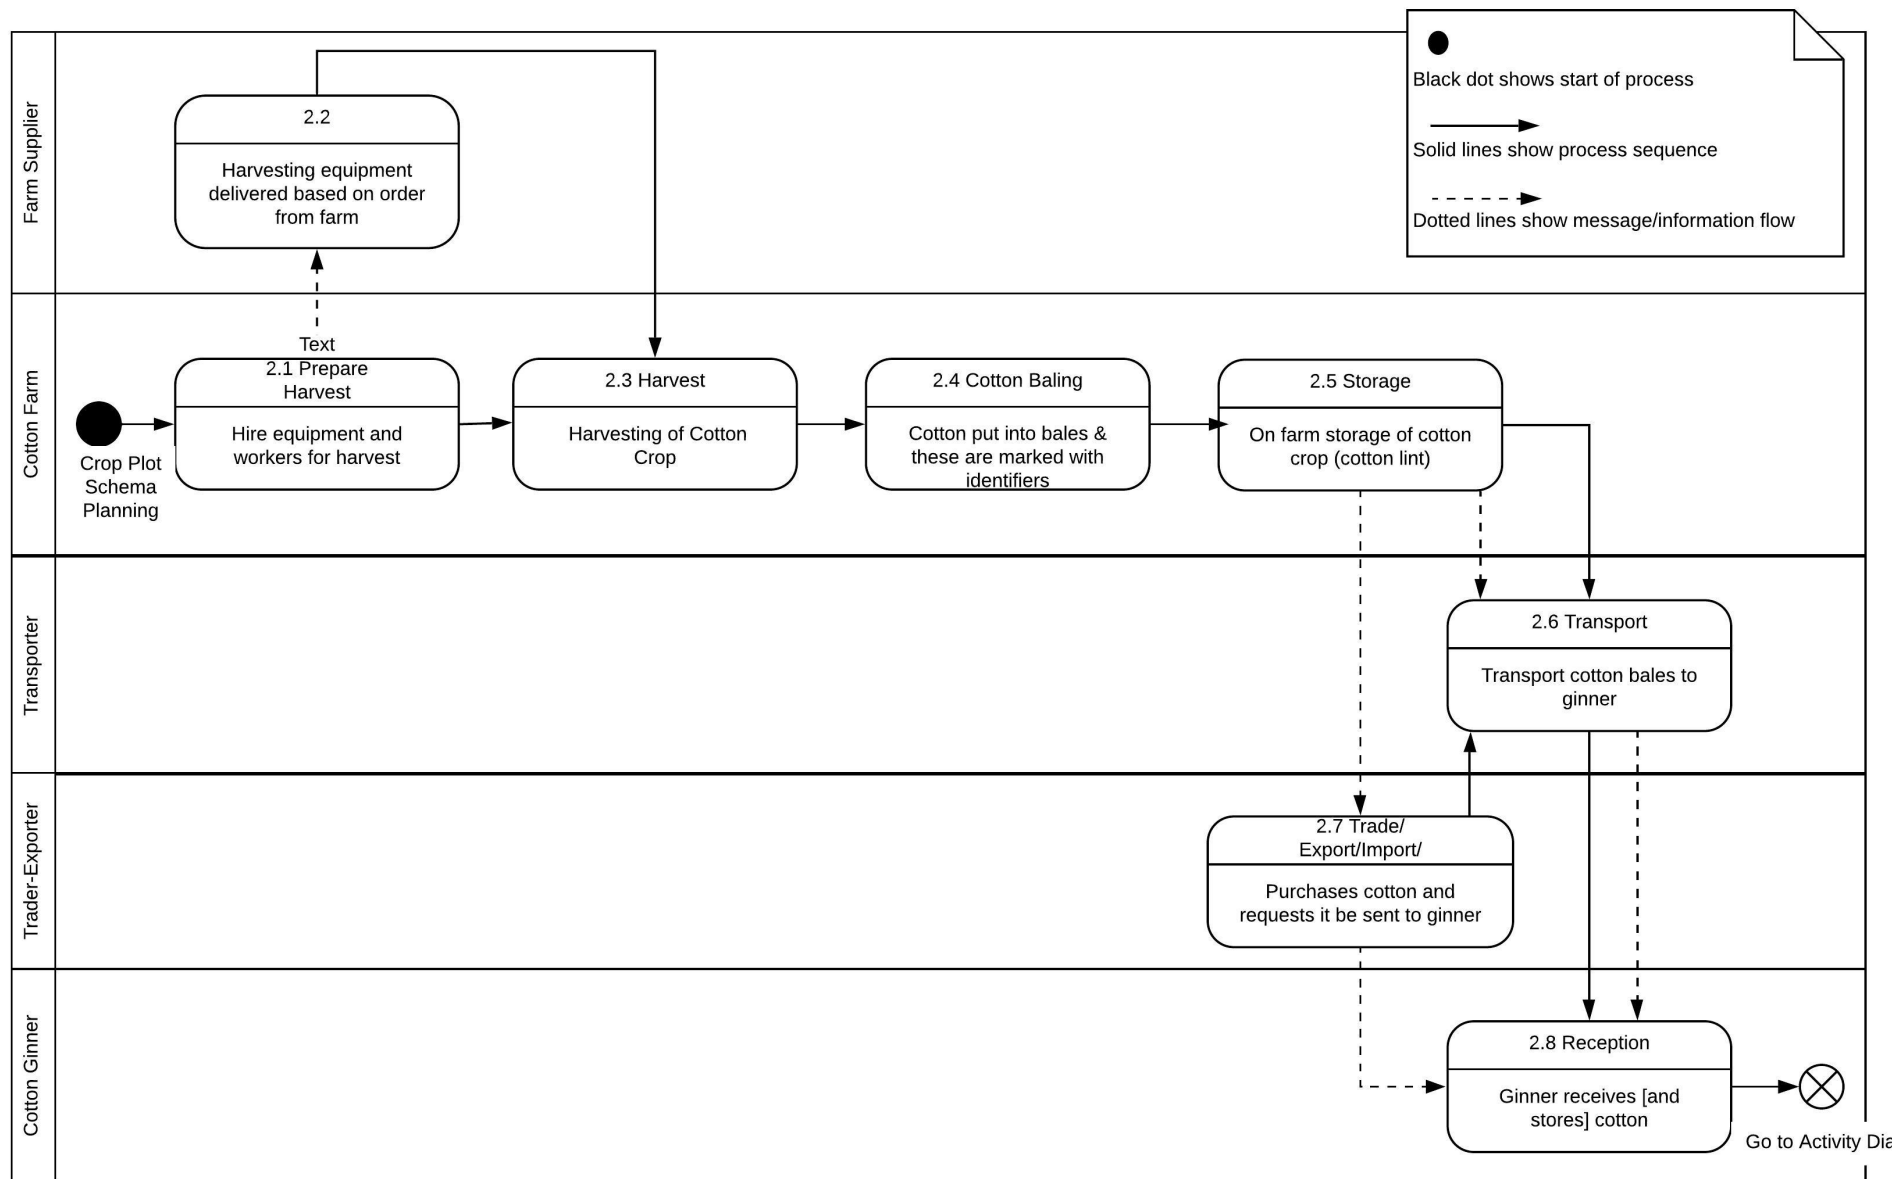 Black dot shows start of process
Solid lines show process sequence
Dotted lines show message/information flow
Farm Supplier
2.2
Harvesting equipment
delivered based on order
from farm
Cotton Farm
Crop Plot
Schema
Planning
Text
2.1 Prepare
Harvest
Hire equipment and
workers for harvest
2.3 Harvest
Harvesting of Cotton
Crop
2.4 Cotton Baling
Cotton put into bales &
these are marked with
identifiers
2.5 Storage
On farm storage of cotton
crop (cotton lint)
Transporter
2.6 Transport
Transport cotton bales to
ginner
Trader-Exporter
2.7 Trade/
Export/Import/
Purchases cotton and
requests it be sent to ginner
Cotton Ginner
2.8 Reception
Ginner receives [and
stores] cotton
Go to Activity Dia